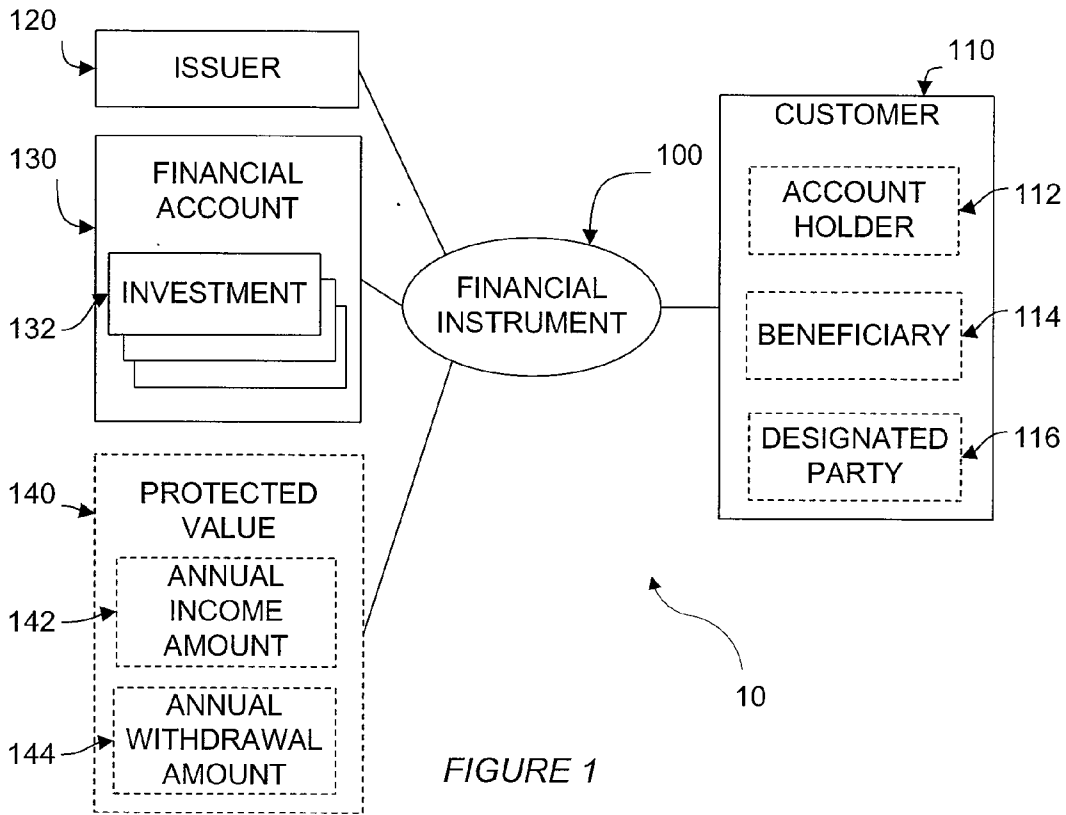 120
ISSUER
110
CUSTOMER
130
FINANCIAL
ACCOUNT
100
ACCOUNT
HOLDER
112
INVESTMENT
132
FINANCIAL
INSTRUMENT
BENEFICIARY
114
DESIGNATED
PARTY
116
140
PROTECTED
VALUE
ANNUAL
INCOME
AMOUNT
142
10
ANNUAL
WITHDRAWAL
AMOUNT
144
FIGURE 1